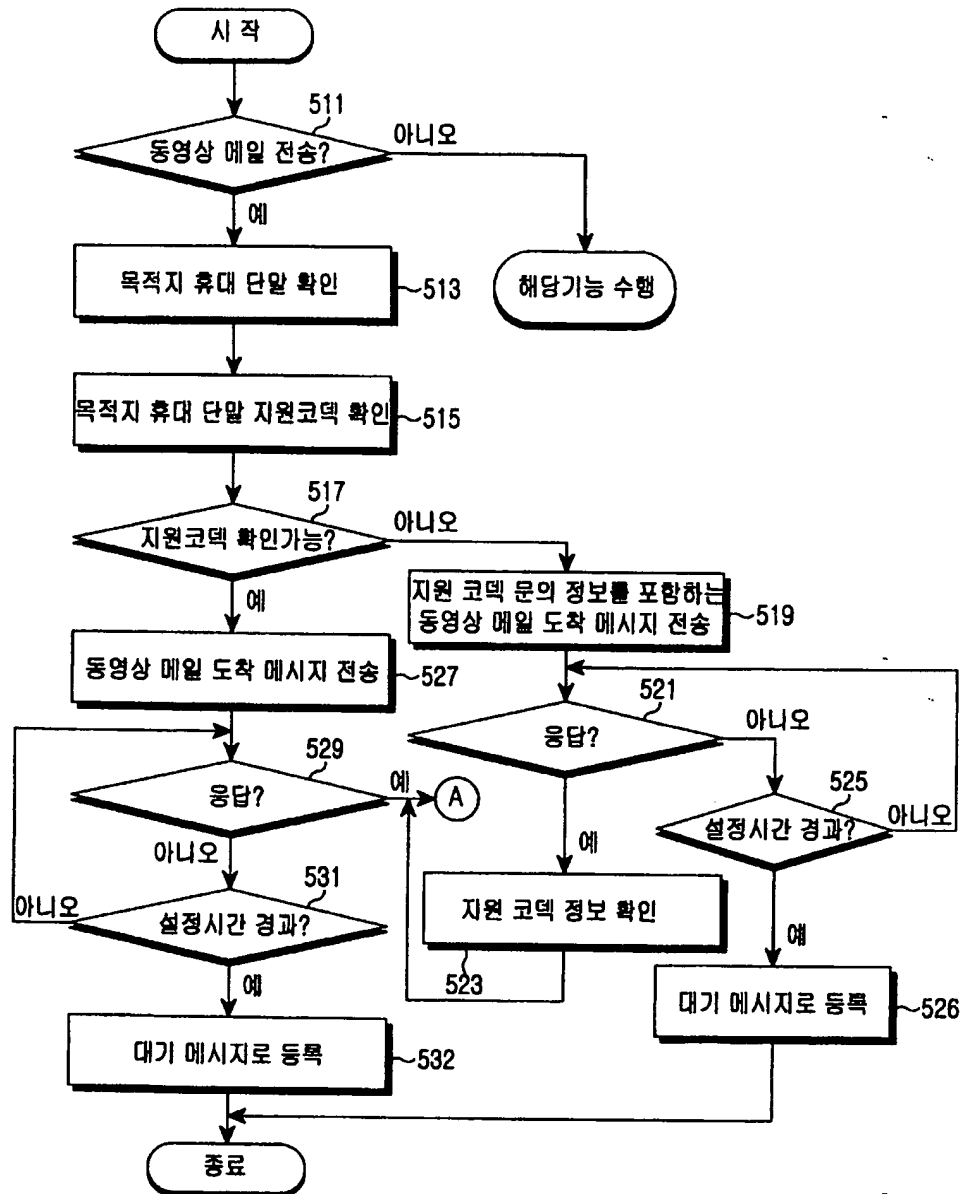 시 작
511
동영상 메일 전송?
아니오
예
목적지 휴대 단말 확인
513
해당기능 수행
목적지 휴대 단말 지원코덱 확인
515
517
지원코덱 확인가능?
아니오
예
지원 코덱 문의 정보를 포함하는
동영상 메일 도착 메시지 전송
519
동영상 메일 도착 메시지 전송
527
521
응답?
아니오
529
응답?
예
A
525
설정시간 경과?
아니오
아니오
예
531
아니오
설정시간 경과?
지원 코덱 정보 확인
523
예
예
대기 메시지로 등록
526
대기 메시지로 등록
532
종료